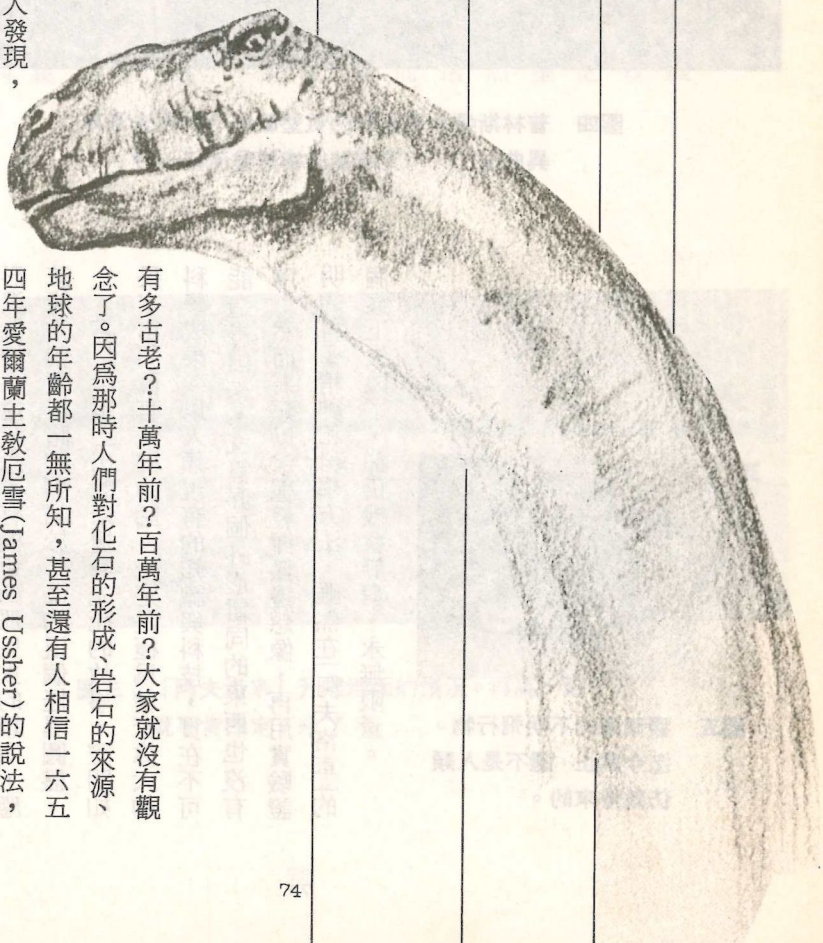 有多古老？十萬年前？百萬年前？大家就沒有觀
念了。因爲那時人們對化石的形成、岩石的來源
地球的年齡都一無所知，甚至還有人相信一六五
四年愛爾蘭主教厄雪(James Ussher)的說法，
人發現，
74